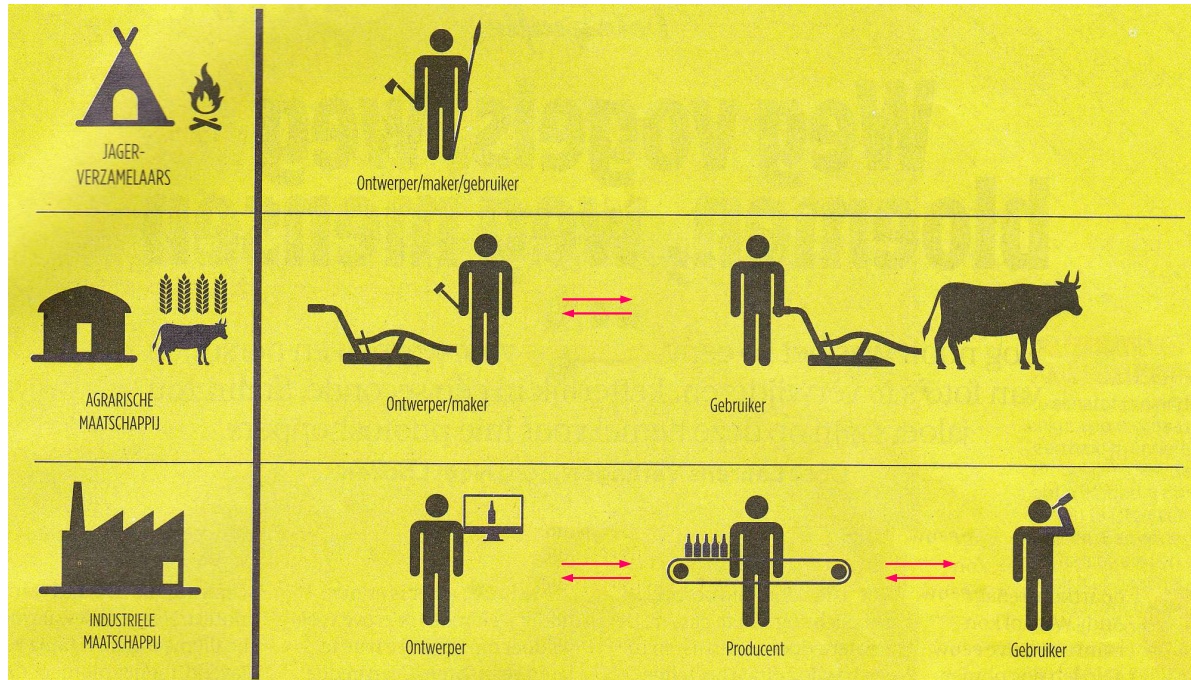 JAGER-
VERZAMELAARS
Ontwerper/maker/gebruiker
AGRARISCHE
MAATSCHAPPIJ
Ontwerper/maker
Gebruiker
INDUSTRIELE
MAATSCHAPPIJ
Ontwerper
Producent
Gebruiker